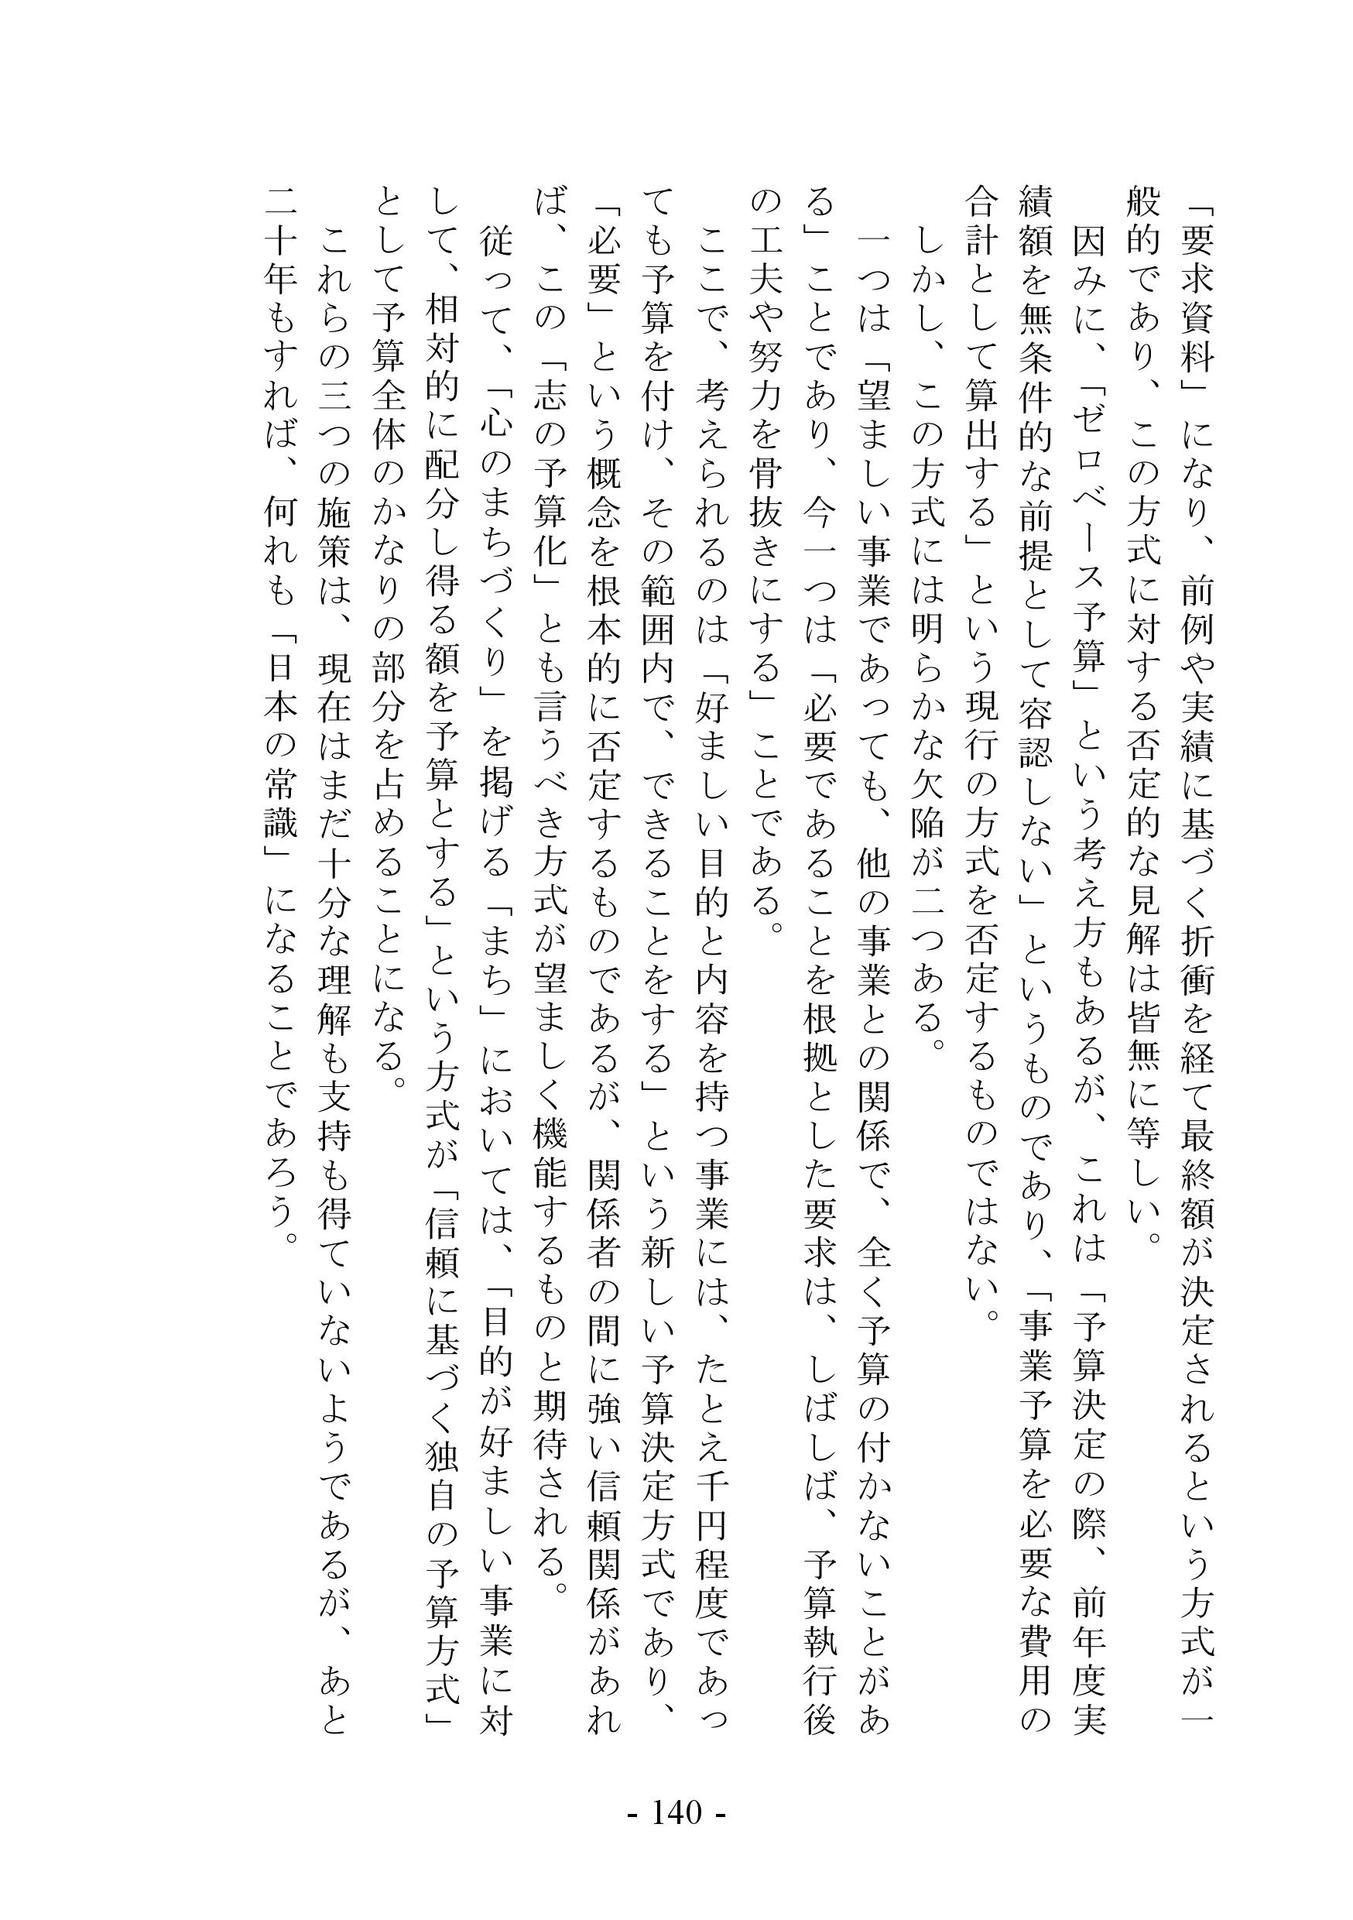 「要求資料」になり、前例や実績に基づく折衝を経て最終額が決定されるという方式が一
般的であり、この方式に対する否定的な見解は皆無に等しい。
因みに、「ゼロベース予算」という考え方もあるが、これは「予算決定の際、前年度実
績額を無条件的な前提として容認しない」というものであり、「事業予算を必要な費用の
合計として算出する」という現行の方式を否定するものではない。
しかし、この方式には明らかな欠陥が二つある。
一つは「望ましい事業であっても、他の事業との関係で、全く予算の付かないことがあ
る」ことであり、今一つは「必要であることを根拠とした要求は、しばしば、予算執行後
の工夫や努力を骨抜きにする」ことである。
ここで、考えられるのは「好ましい目的と内容を持つ事業には、たとえ千円程度であっ
ても予算を付け、その範囲内で、できることをする」という新しい予算決定方式であり、
「必要」という概念を根本的に否定するものであるが、関係者の間に強い信頼関係があれ
ば、この「志の予算化」とも言うべき方式が望ましく機能するものと期待される。
従って、「心のまちづくり」を掲げる「まち」においては、「目的が好ましい事業に対
して、相対的に配分し得る額を予算とする」という方式が「信頼に基づく独自の予算方式」
として予算全体のかなりの部分を占めることになる。
これらの三つの施策は、現在はまだ十分な理解も支持も得ていないようであるが、あと
二十年もすれば、何れも「日本の常識」になることであろう。
- 140 -